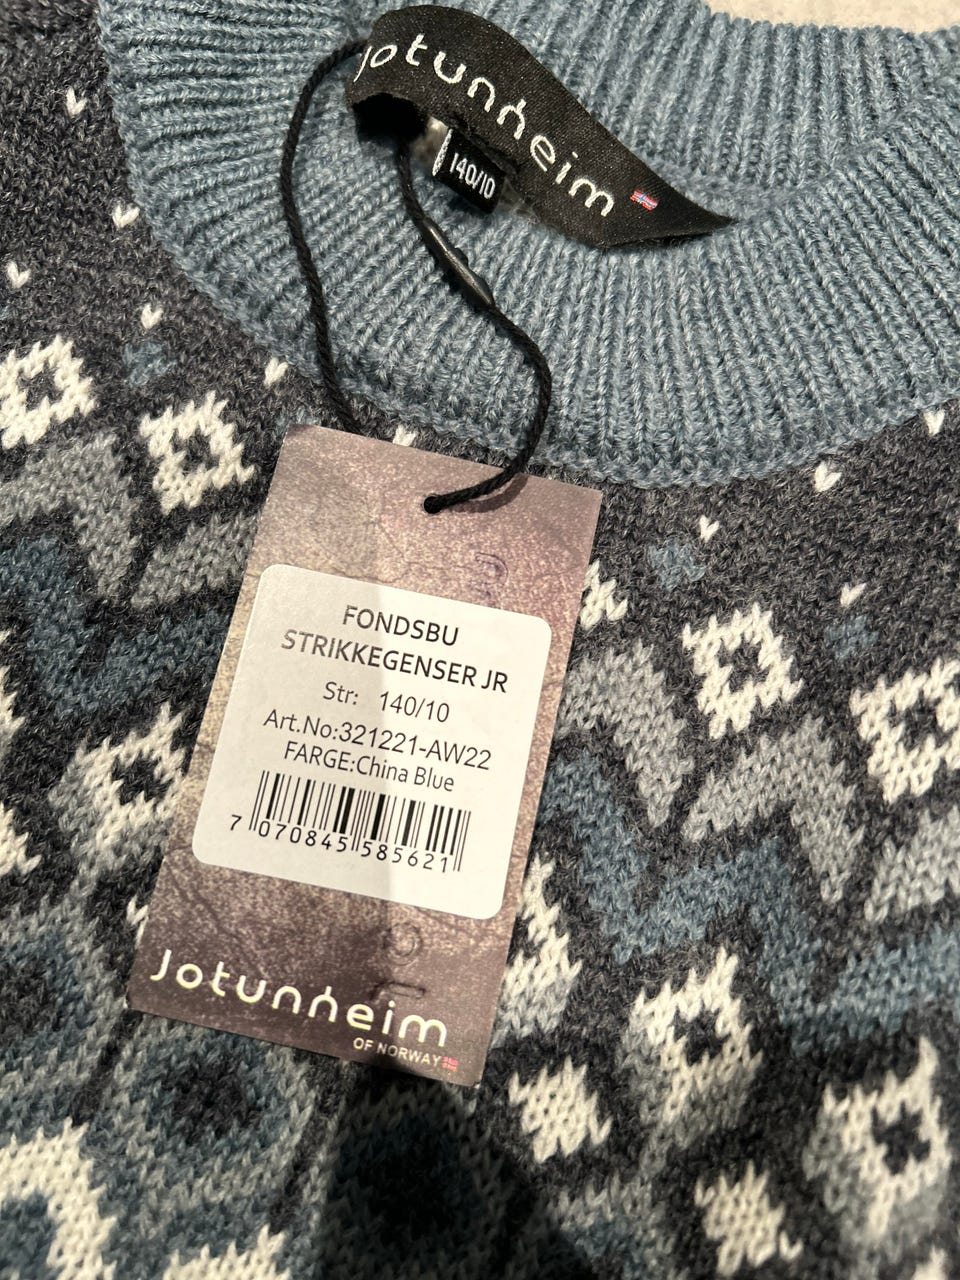 Jotunheim
140/10
FONDSBU
STRIKKEGENSER JR
Str: 140/10
Art.No:321221-AW22
FARGE:China Blue
7 070845 585621
Jotunheim
OF NORWAY